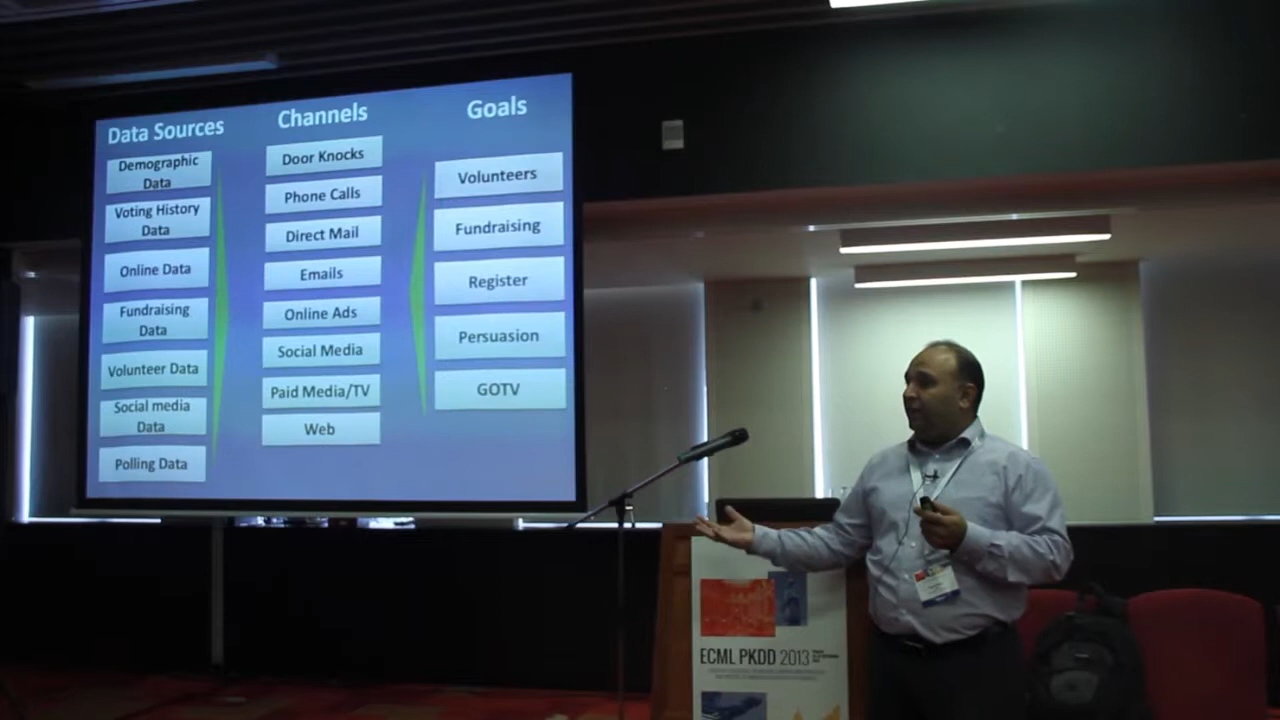 Data Sources
Demographic
Data
Voting History
Data
Online Data
Fundraising
Data
Volunteer Data
Social media
Data
Polling Data
Channels
Door Knocks
Phone Calls
Direct Mail
Emails
Online Ads
Social Media
Paid Media/TV
Web
Goals
Volunteers
Fundraising
Register
Persuasion
GOTV
ECML PKDD 2013